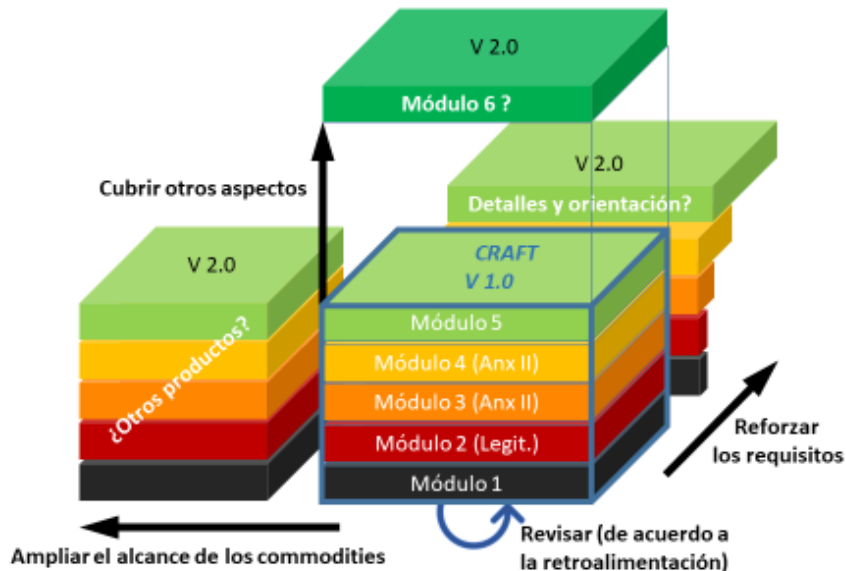 V 2.0
Módulo 6 ?
Cubrir otros aspectos
V 2.0
Detalles y orientación?
V 2.0
¿Otros productos?
CRAFT
V 1.0
Módulo 5
Módulo 4 (Anx II)
Módulo 3 (Anx II)
Módulo 2 (Legit.)
Módulo 1
Reforzar
los requisitos
Ampliar el alcance de los commodities
Revisar (de acuerdo a
la retroalimentación)